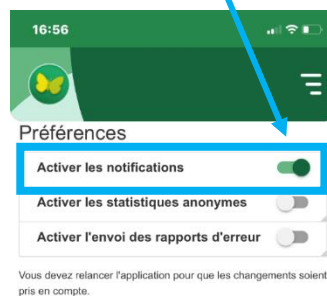 16:56
Préférences
Activer les notifications
Activer les statistiques anonymes
Activer l'envoi des rapports d'erreur
Vous devez relancer l'application pour que les changements soient
pris en compte.